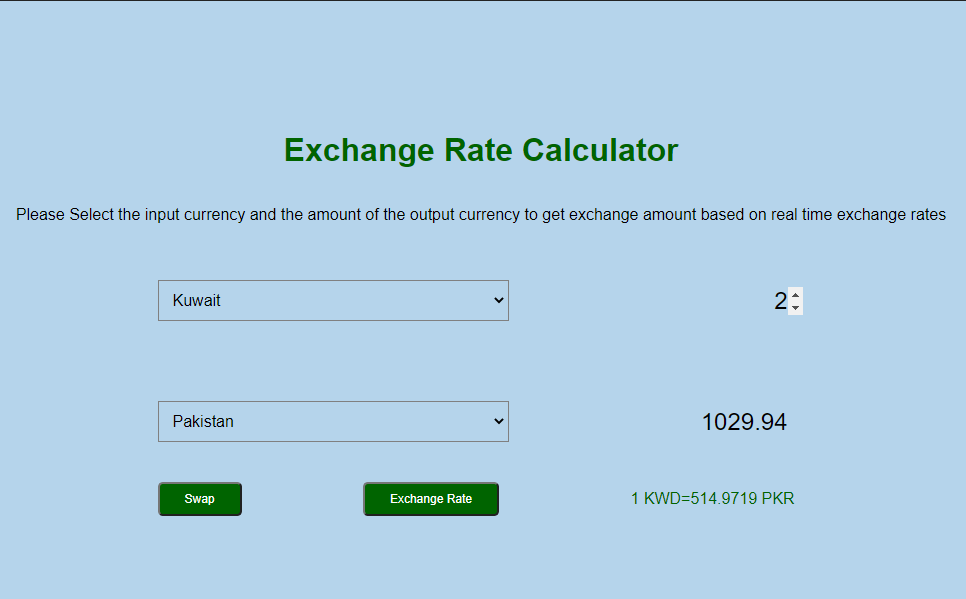 Exchange Rate Calculator
Please Select the input currency and the amount of the output currency to get exchange amount based on real time exchange rates
Kuwait 2
Pakistan 1029.94
Swap Exchange Rate 1 KWD=514.9719 PKR